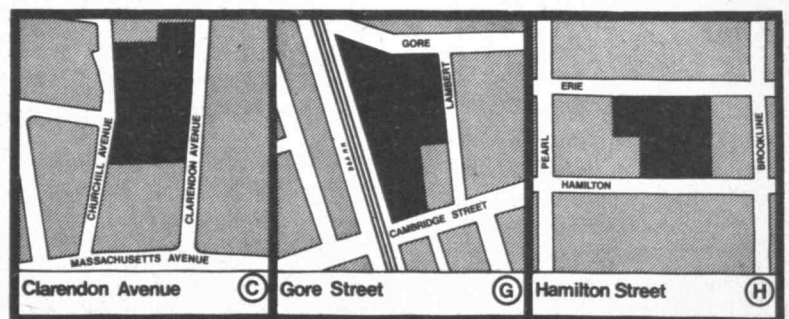 CHURCHILL AVENUE
CLARENDON AVENUE
MASSACHUSETTS AVENUE
Clarendon Avenue C
GORE
LAMBERT
B&A R.R.
CAMBRIDGE STREET
Gore Street G
ERIE
PEARL
BROOKLINE
HAMILTON
Hamilton Street H